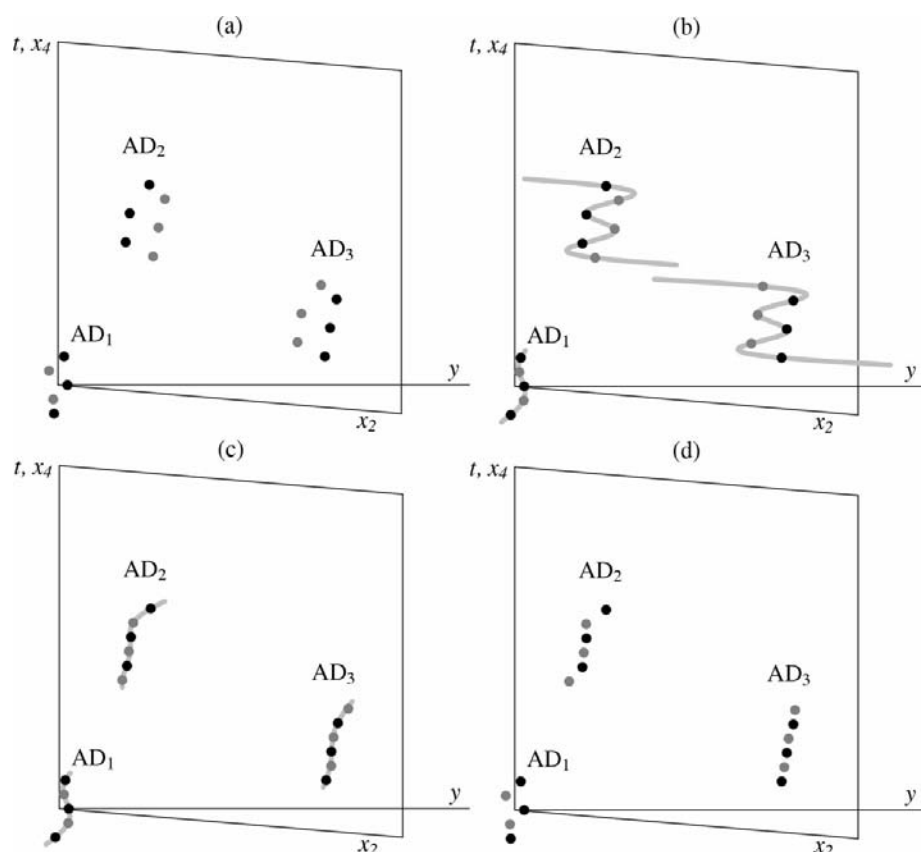 (a)
t, x₄
AD₂
AD₃
AD₁
y
x₂
(b)
t, x₄
AD₂
AD₃
AD₁
y
x₂
(c)
t, x₄
AD₂
AD₃
AD₁
y
x₂
(d)
t, x₄
AD₂
AD₃
AD₁
y
x₂